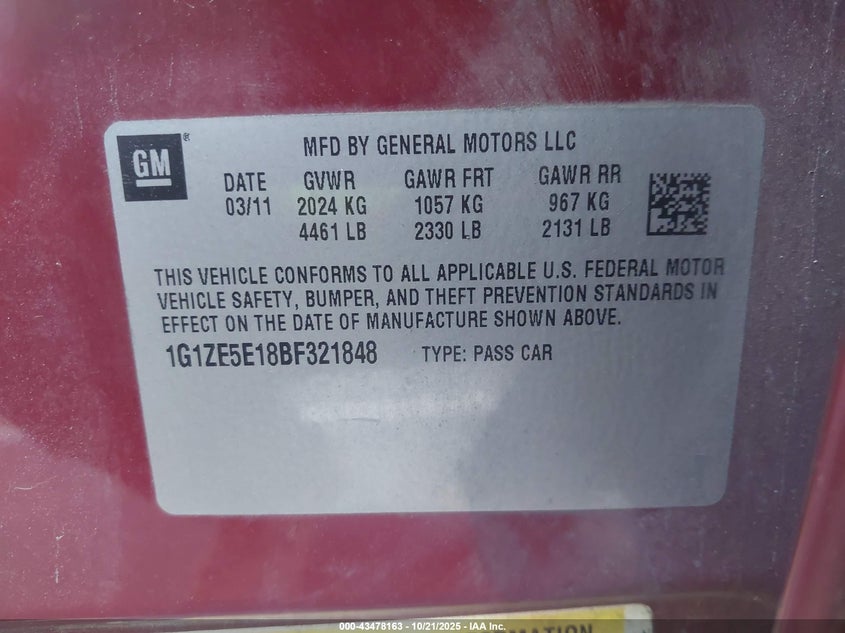 GM
®
MFD BY GENERAL MOTORS LLC
DATE GVWR GAWR FRT GAWR RR
03/11 2024 KG 1057 KG 967 KG
4461 LB 2330 LB 2131 LB
THIS VEHICLE CONFORMS TO ALL APPLICABLE U.S. FEDERAL MOTOR
VEHICLE SAFETY, BUMPER, AND THEFT PREVENTION STANDARDS IN
EFFECT ON THE DATE OF MANUFACTURE SHOWN ABOVE.
1G1ZE5E18BF321848 TYPE: PASS CAR
000-43478163 - 10/21/2025 - IAA Inc.